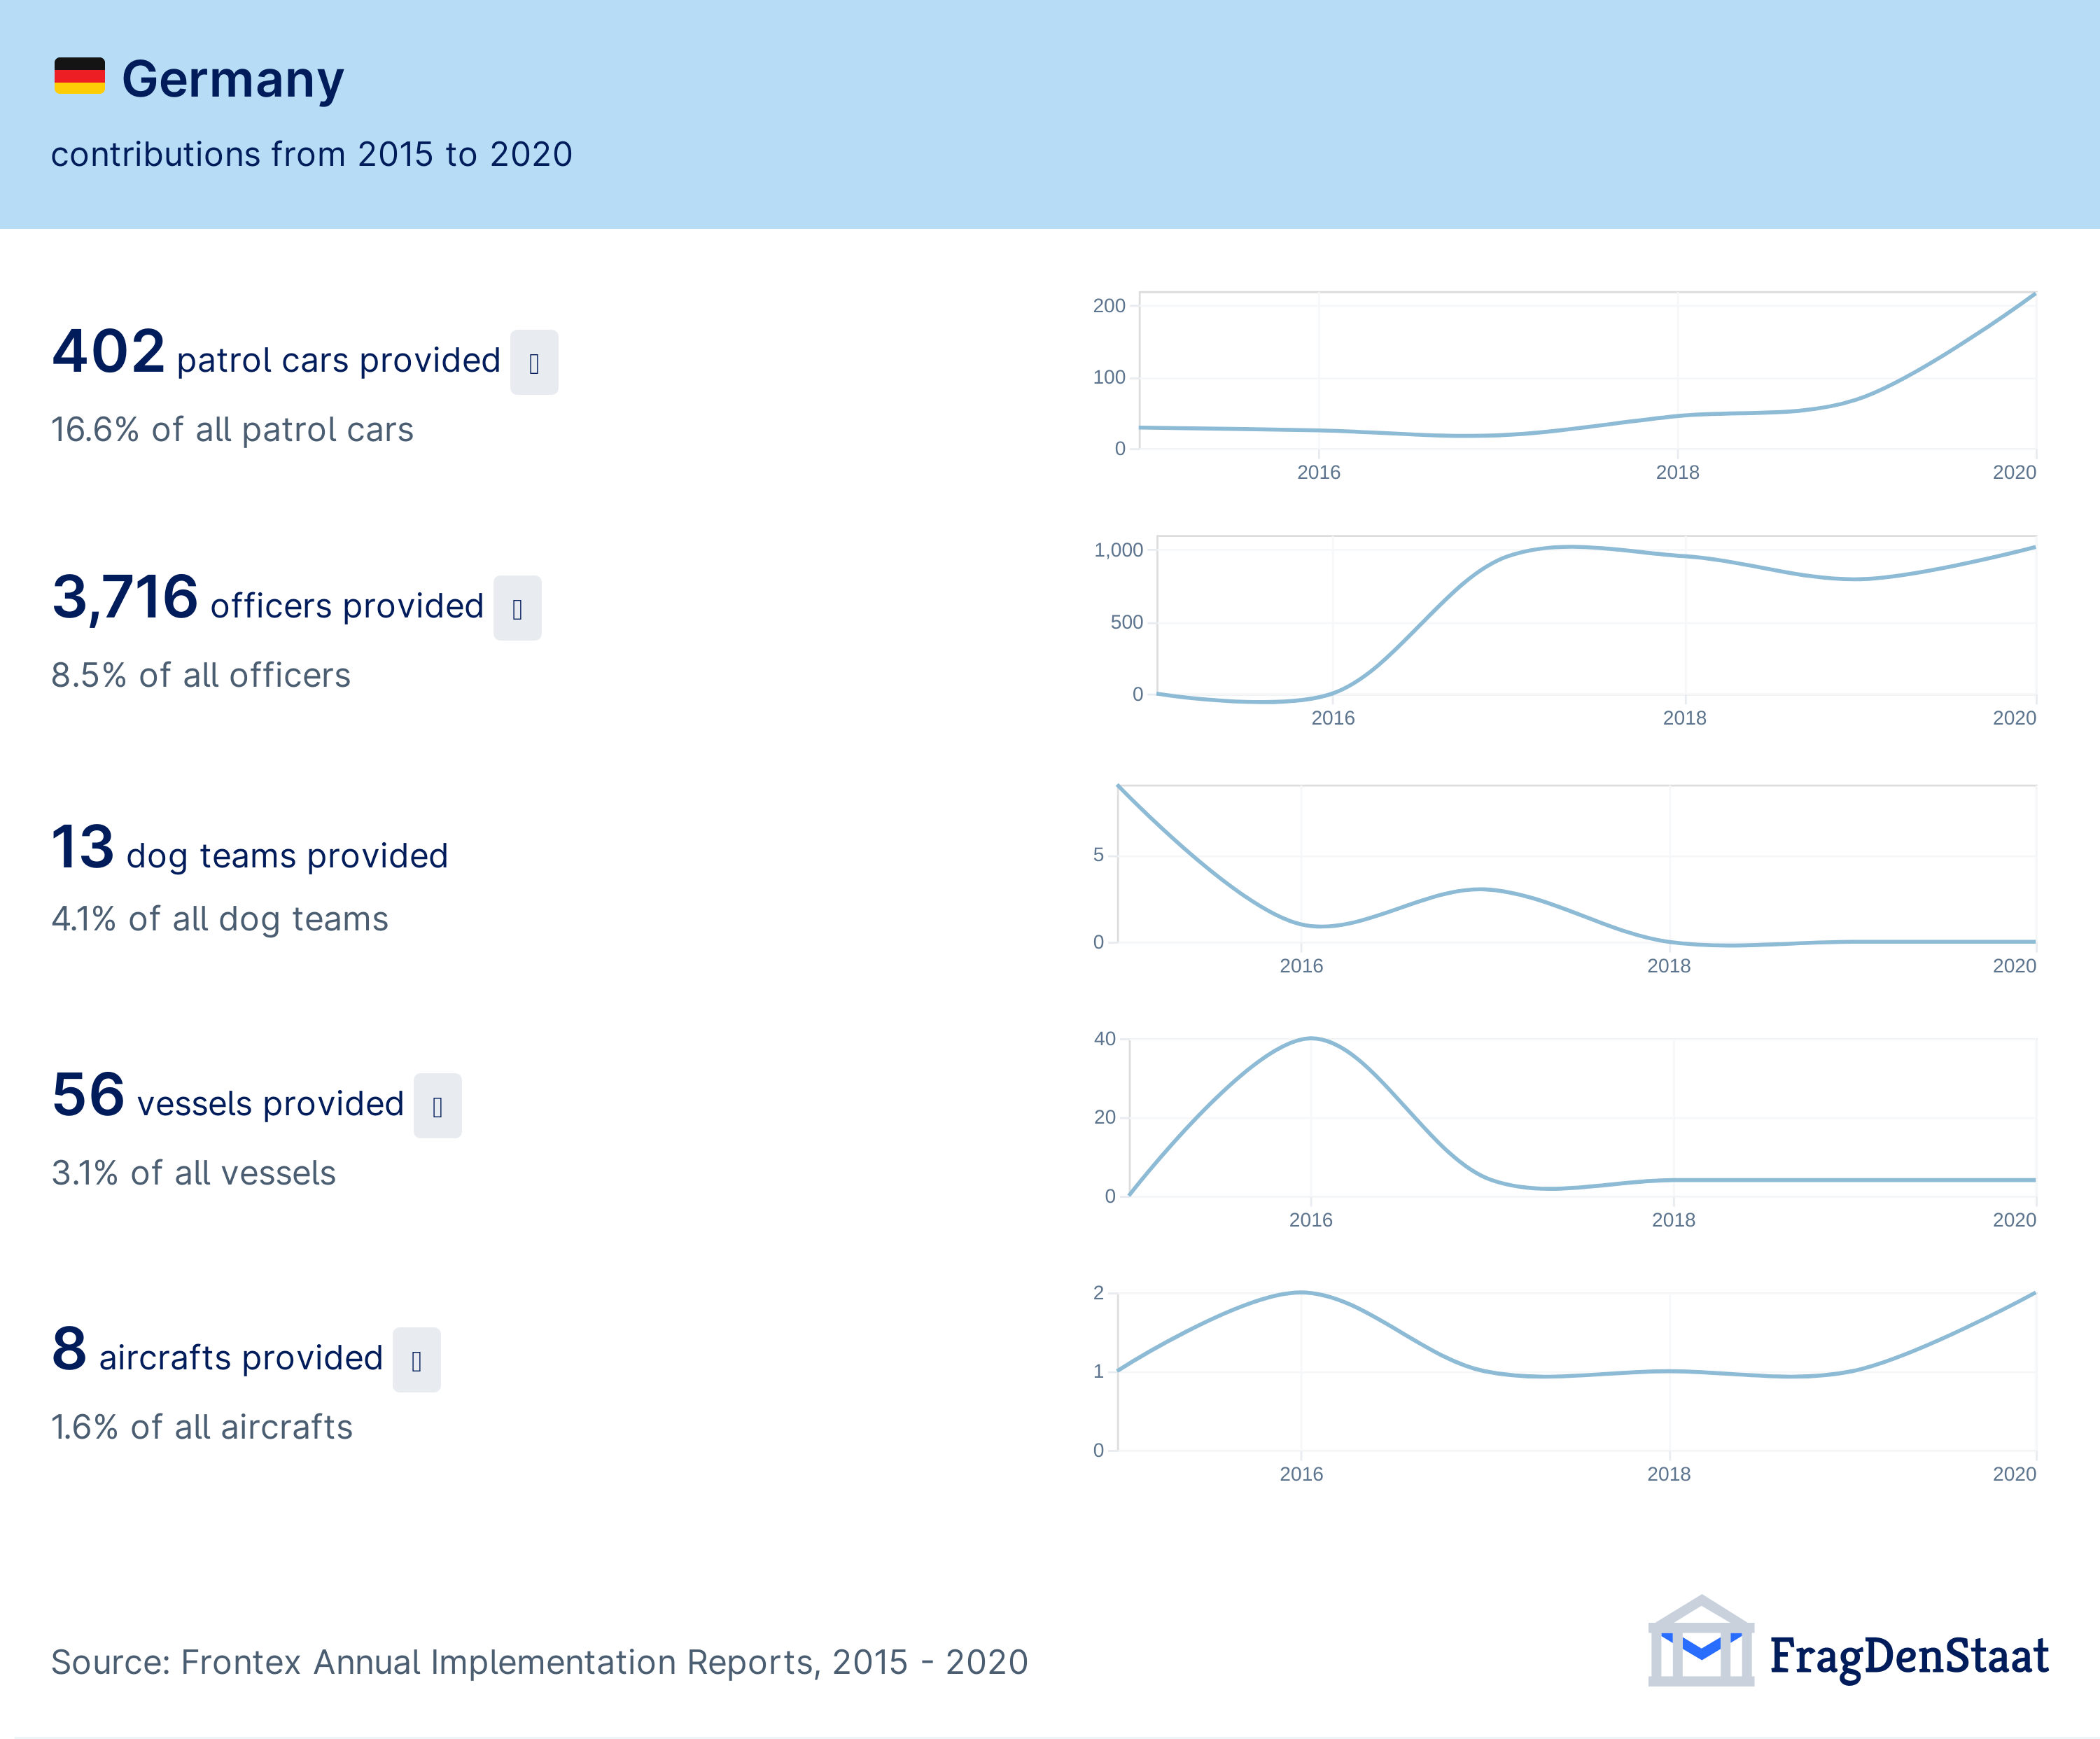 Germany
contributions from 2015 to 2020
402 patrol cars provided
16.6% of all patrol cars
200
100
0
2016 2018 2020
3,716 officers provided
8.5% of all officers
1,000
500
0
2016 2018 2020
13 dog teams provided
4.1% of all dog teams
5
0
2016 2018 2020
56 vessels provided
3.1% of all vessels
40
20
0
2016 2018 2020
8 aircrafts provided
1.6% of all aircrafts
2
1
0
2016 2018 2020
Source: Frontex Annual Implementation Reports, 2015 - 2020
FragDenStaat